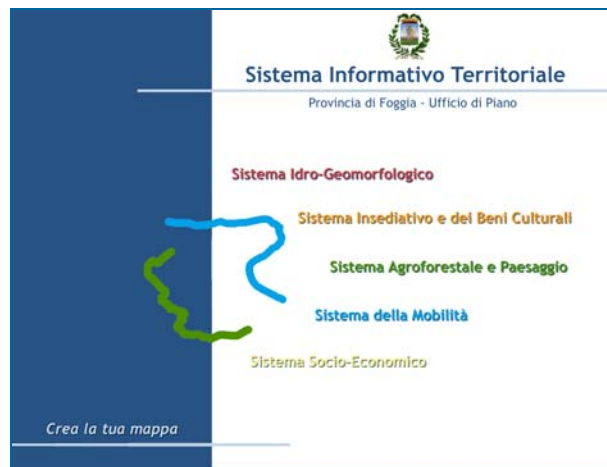 Sistema Informativo Territoriale
Provincia di Foggia - Ufficio di Piano
Sistema Idro-Geomorfologico
Sistema Insediativo e dei Beni Culturali
Sistema Agroforestale e Paesaggio
Sistema della Mobilità
Sistema Socio-Economico
Crea la tua mappa